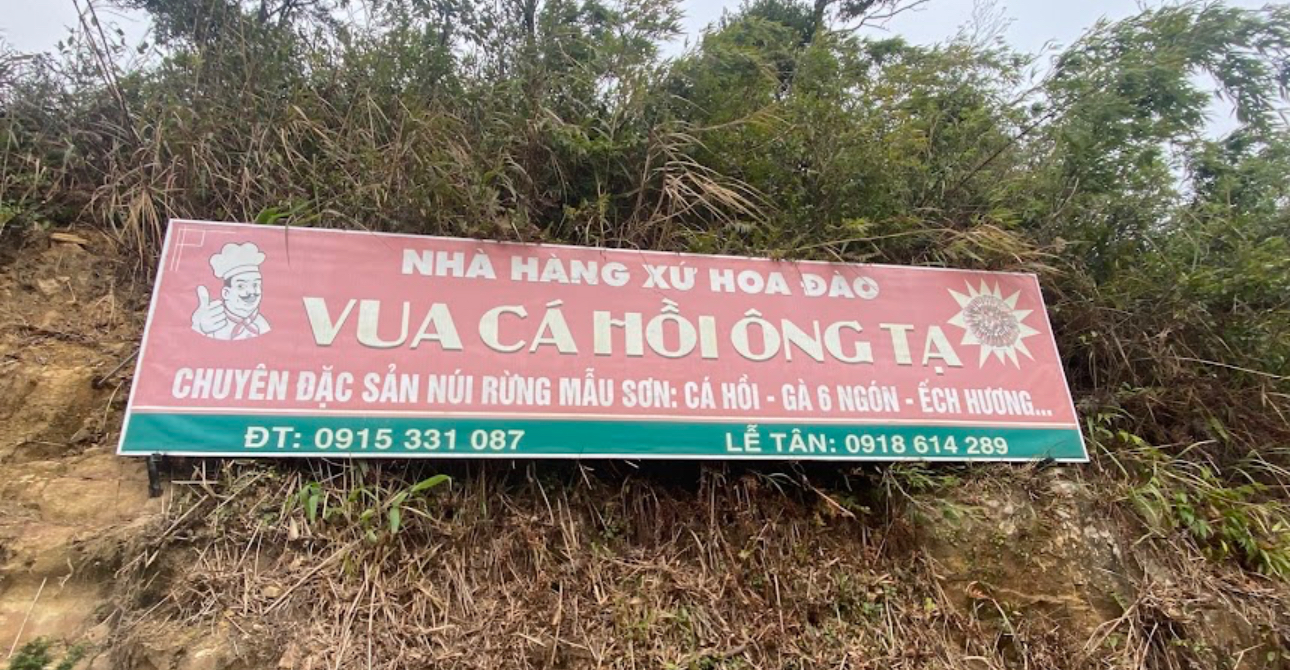 NHÀ HÀNG XỨ HOA ĐÀO
VUA CÁ HỒI ÔNG TẠ
CHUYÊN ĐẶC SẢN NÚI RỪNG MẪU SƠN: CÁ HỒI - GÀ 6 NGÓN - ẾCH HƯƠNG...
ĐT: 0915 331 087 LỄ TÂN: 0918 614 289